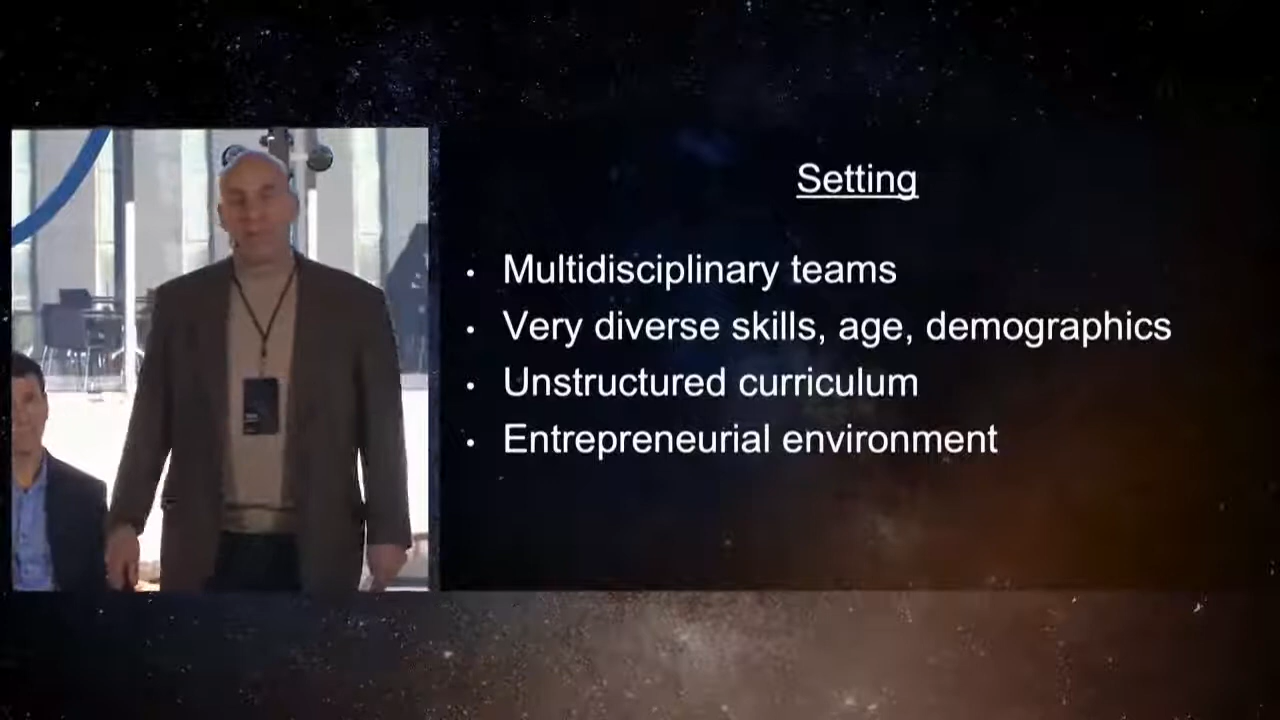 Setting
• Multidisciplinary teams
• Very diverse skills, age, demographics
• Unstructured curriculum
• Entrepreneurial environment